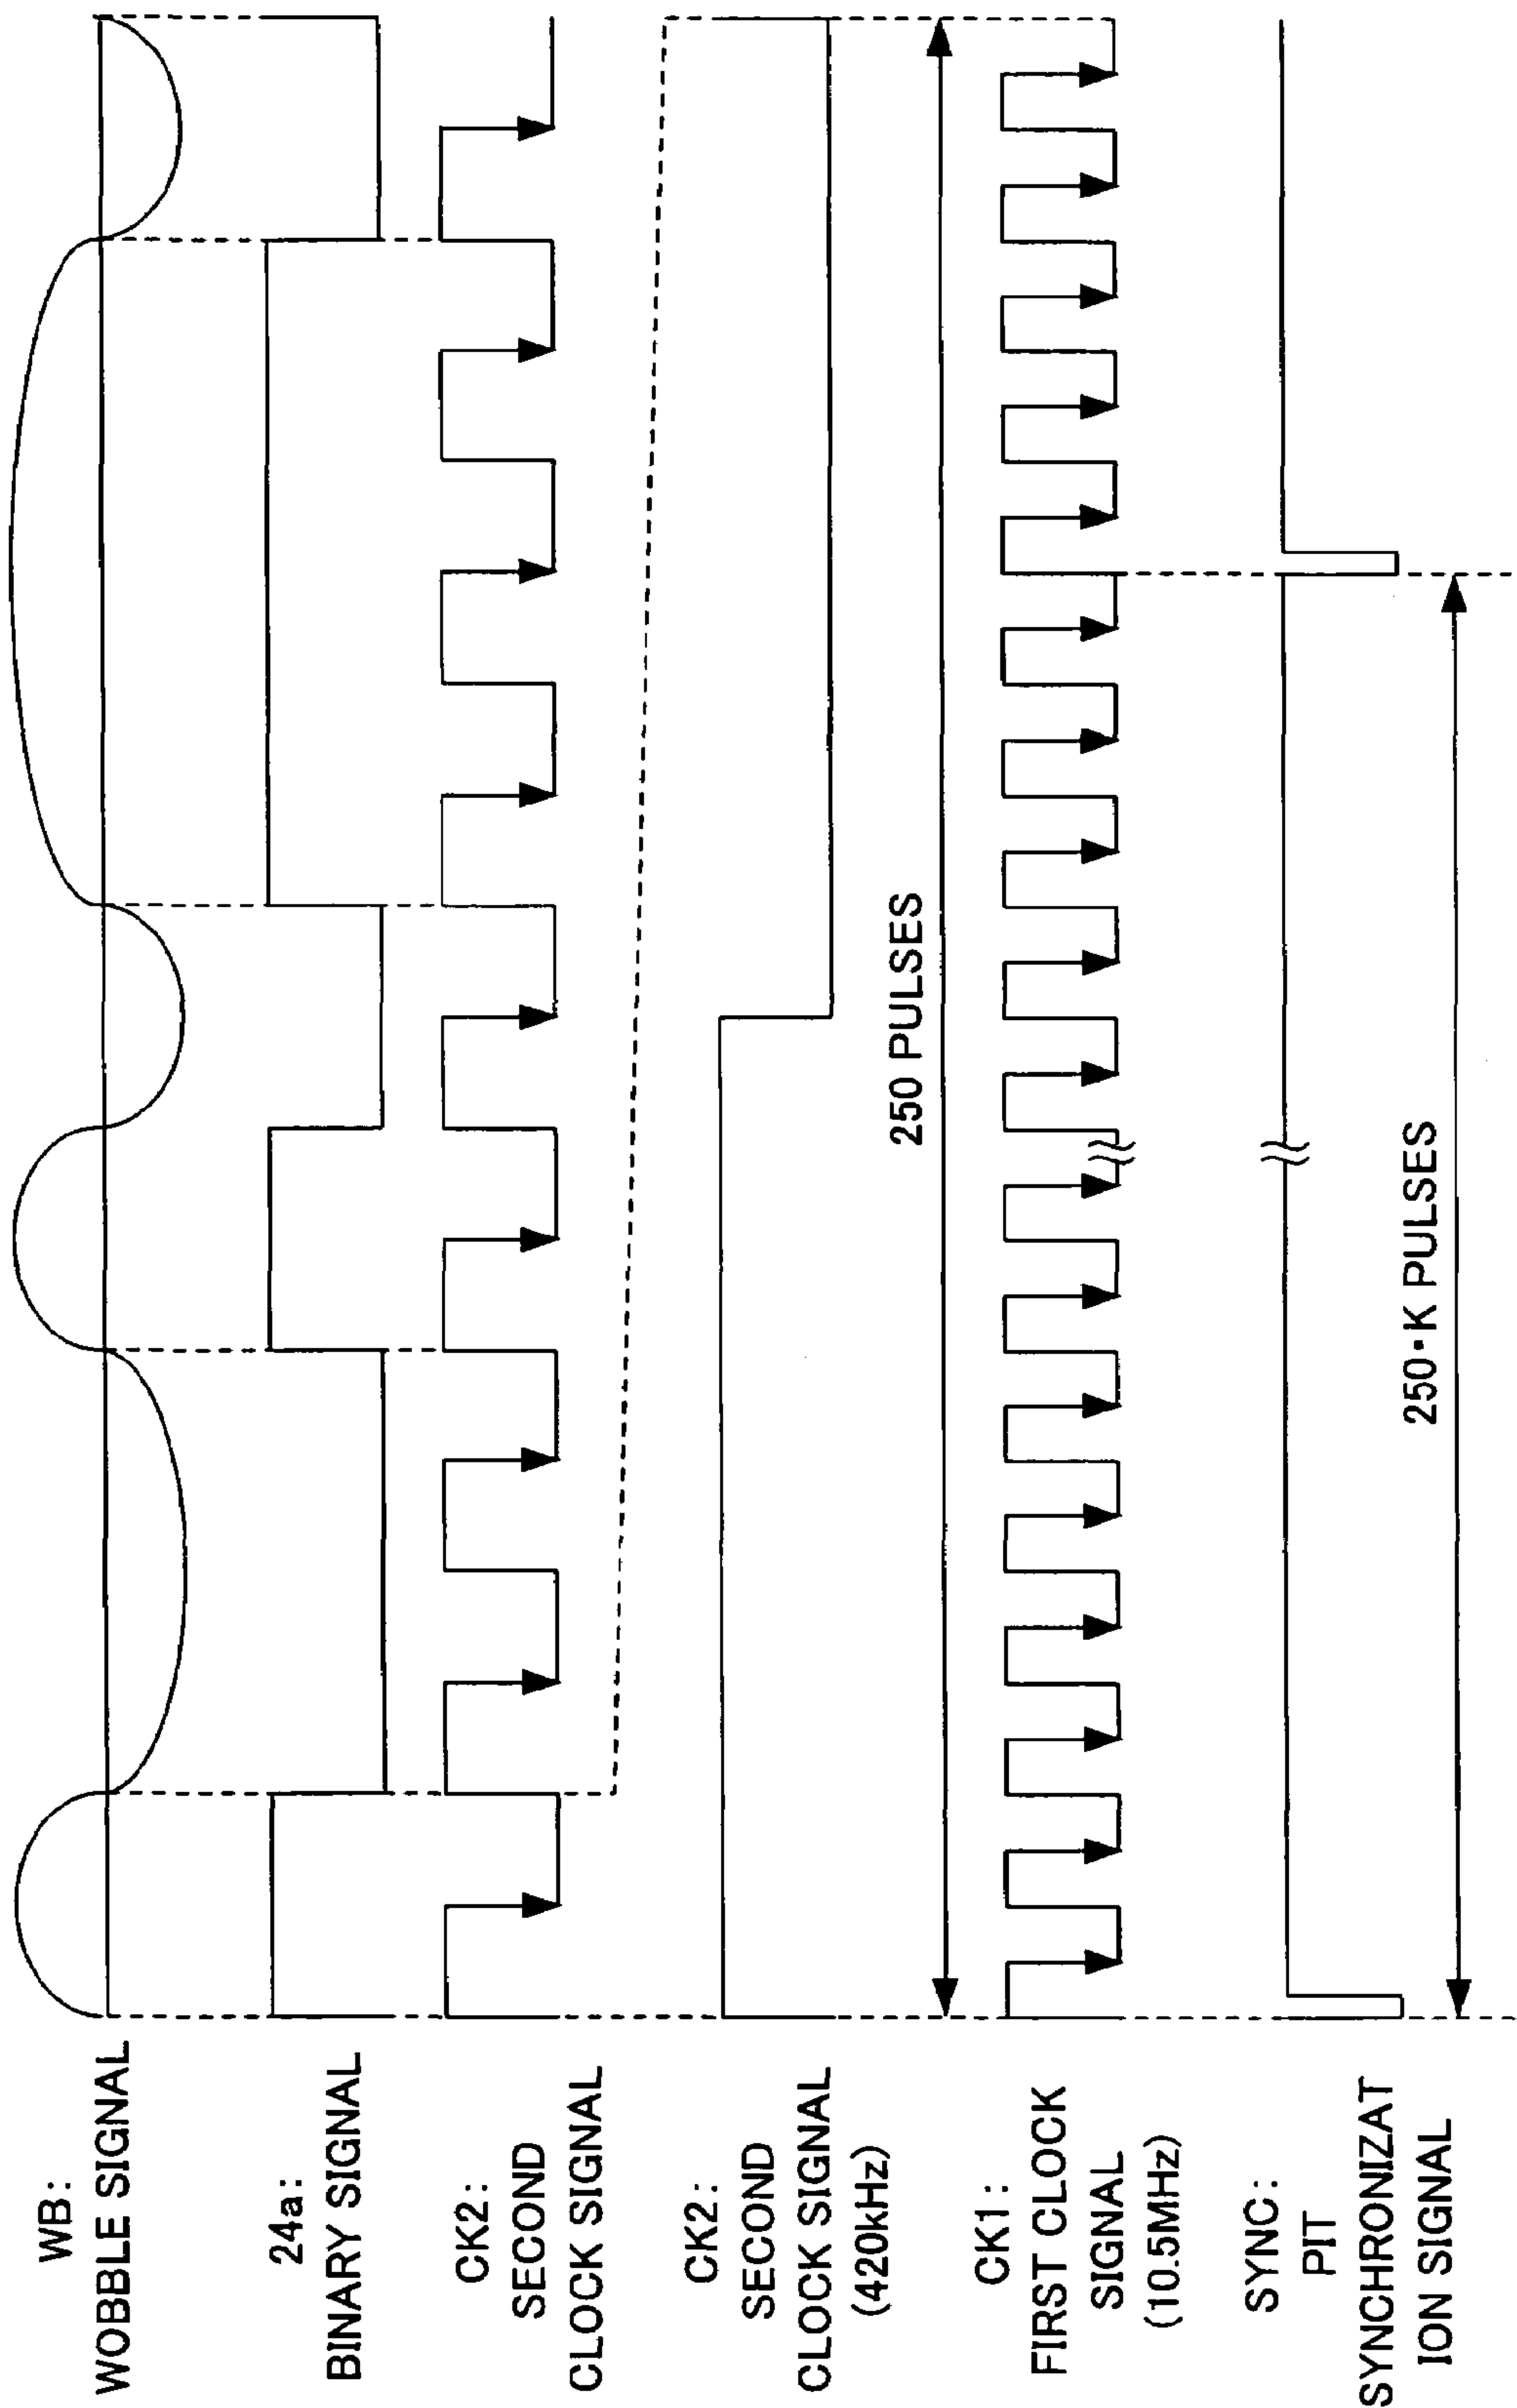 WB:
WOBBLE SIGNAL
24a:
BINARY SIGNAL
CK2:
SECOND
CLOCK SIGNAL
CK2:
SECOND
CLOCK SIGNAL
(420kHz)
250 PULSES
CK1:
FIRST CLOCK
SIGNAL
(10.5MHz)
SYNC:
PIT
SYNCHRONIZAT
ION SIGNAL
250·K PULSES